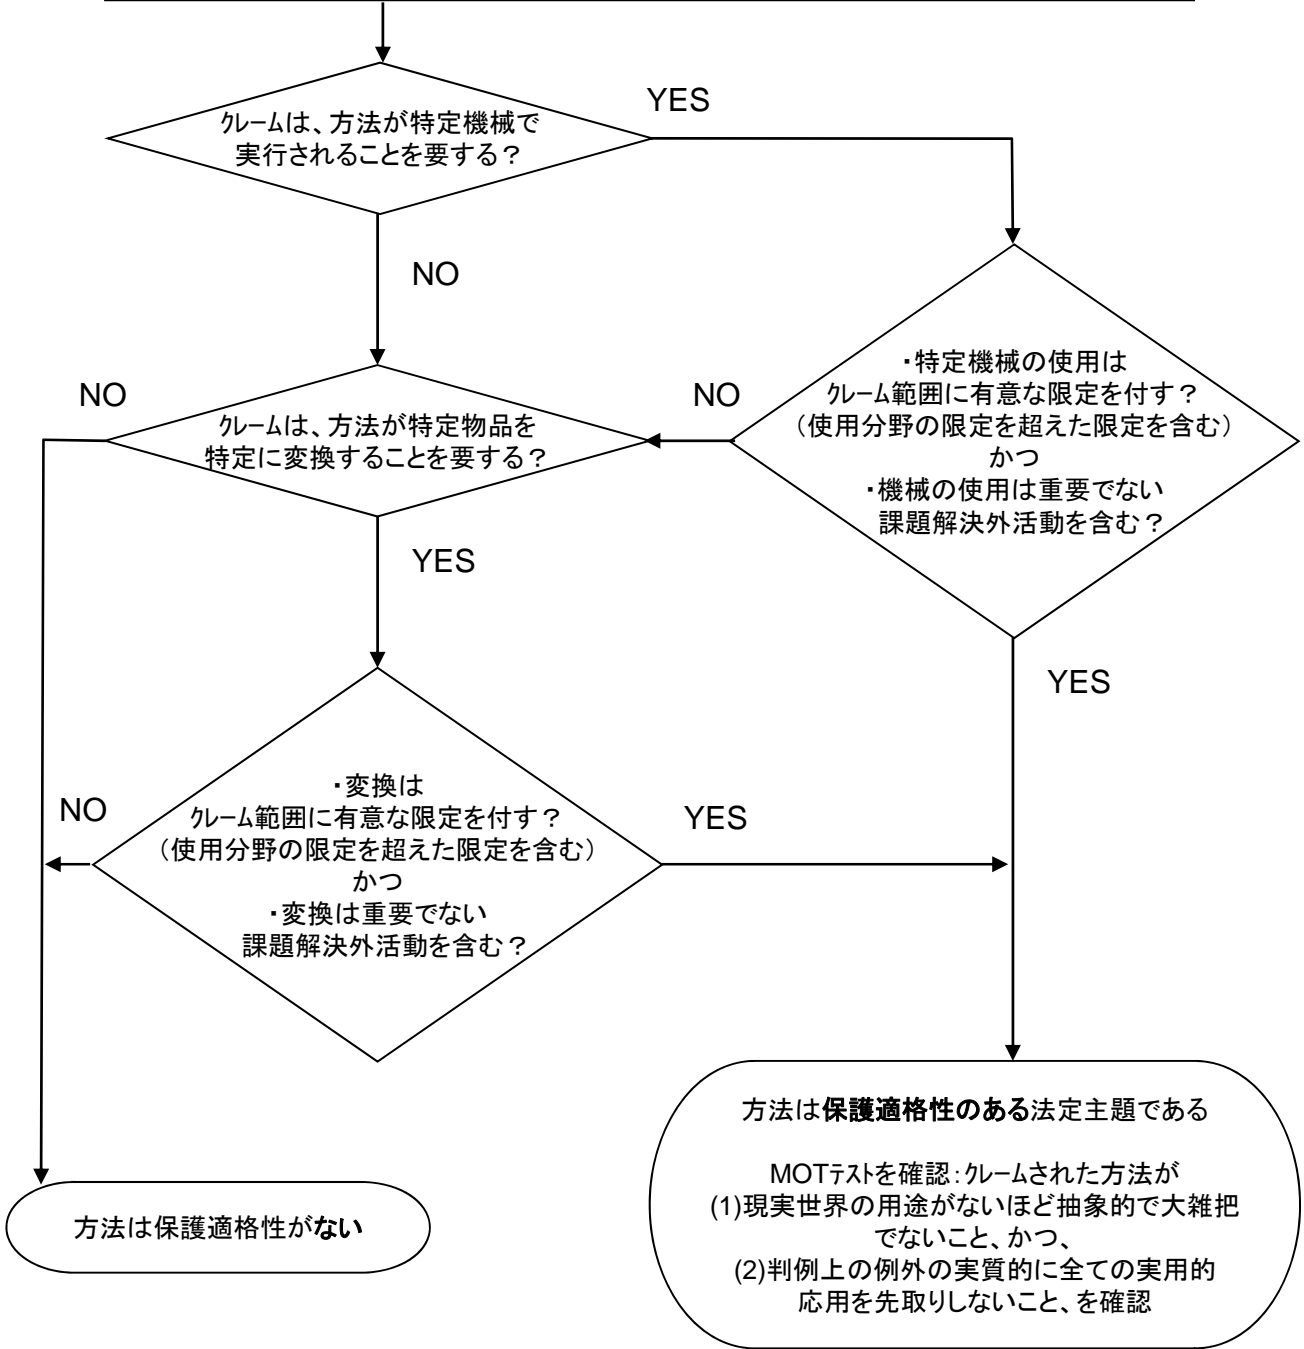 クレームは、方法が特定機械で
実行されることを要する？
YES
NO
・特定機械の使用は
クレーム範囲に有意な限定を付す？
（使用分野の限定を超えた限定を含む）
かつ
・機械の使用は重要でない
課題解決外活動を含む？
NO
YES
クレームは、方法が特定物品を
特定に変換することを要する？
NO
YES
・変換は
クレーム範囲に有意な限定を付す？
（使用分野の限定を超えた限定を含む）
かつ
・変換は重要でない
課題解決外活動を含む？
NO
YES
方法は保護適格性がない
方法は保護適格性のある法定主題である
MOTテストを確認：クレームされた方法が
(1)現実世界の用途がないほど抽象的で大雑把
でないこと、かつ、
(2)判例上の例外の実質的に全ての実用的
応用を先取りしないこと、を確認